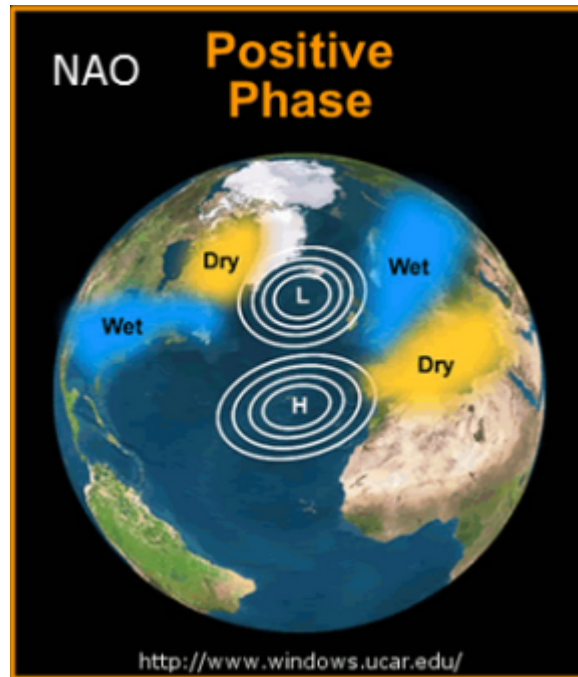 NAO
Positive
Phase
Dry
Wet
L
Wet
Dry
H
http://www.windows.ucar.edu/